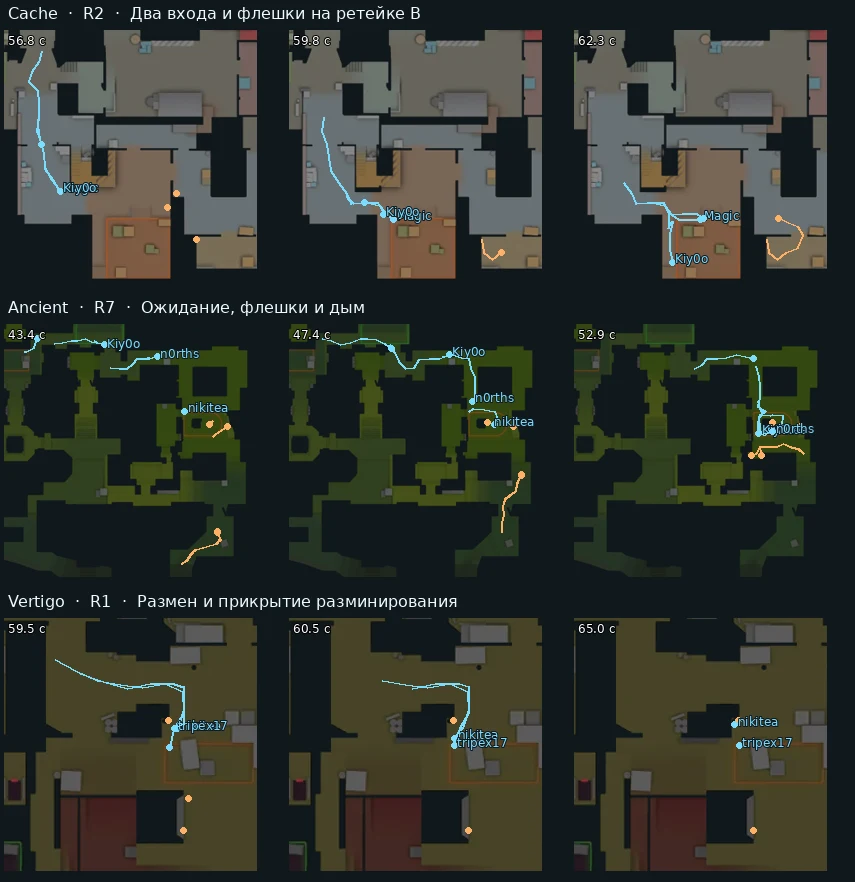 Cache · R2 · Два входа и флешки на ретейке B
56.8 с
59.8 с
62.3 с
Kiy0o
Kiy0o
Magic
Magic
Kiy0o
Ancient · R7 · Ожидание, флешки и дым
43.4 с
47.4 с
52.9 с
Kiy0o
n0rths
nikitea
Kiy0o
n0rths
nikitea
n0rths
Vertigo · R1 · Размен и прикрытие разминирования
59.5 с
60.5 с
65.0 с
tripex17
nikitea
tripex17
nikitea
tripex17